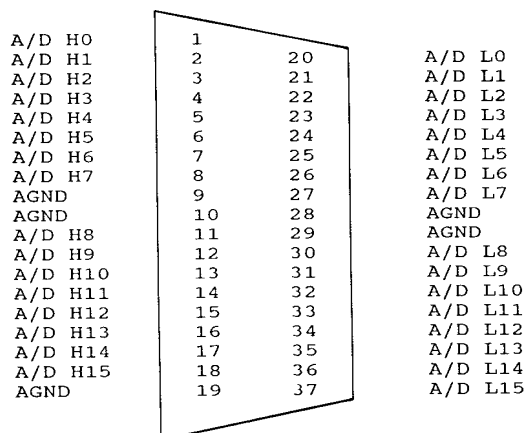 A/D H0 1
A/D H1 2 20 A/D L0
A/D H2 3 21 A/D L1
A/D H3 4 22 A/D L2
A/D H4 5 23 A/D L3
A/D H5 6 24 A/D L4
A/D H6 7 25 A/D L5
A/D H7 8 26 A/D L6
AGND 9 27 A/D L7
AGND 10 28 AGND
A/D H8 11 29 AGND
A/D H9 12 30 A/D L8
A/D H10 13 31 A/D L9
A/D H11 14 32 A/D L10
A/D H12 15 33 A/D L11
A/D H13 16 34 A/D L12
A/D H14 17 35 A/D L13
A/D H15 18 36 A/D L14
AGND 19 37 A/D L15